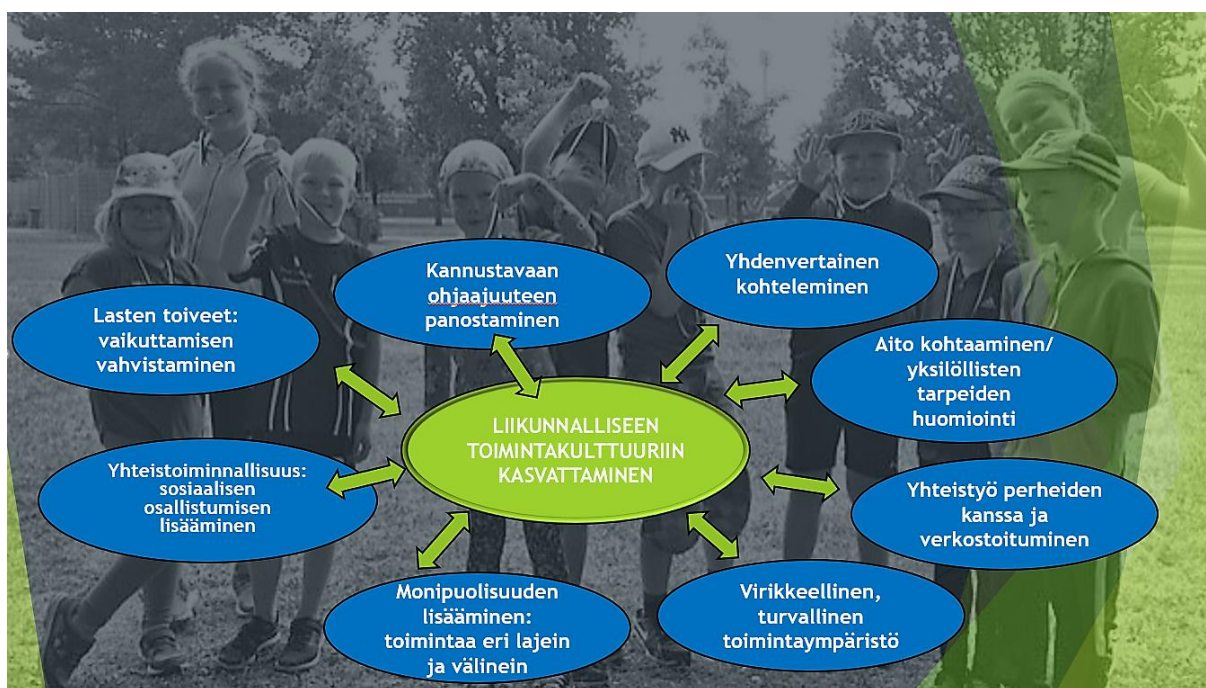 Kannustavaan
ohjaajuuteen
panostaminen
Yhdenvertainen
kohteleminen
Lasten toiveet:
vaikuttamisen
vahvistaminen
Aito kohtaaminen/
yksilöllisten
tarpeiden
huomiointi
LIIKUNNALLISEEN
TOIMINTAKULTTUURIIN
KASVATTAMINEN
Yhteistoiminnallisuus:
sosiaalisen
osallistumisen
lisääminen
Yhteistyö perheiden
kanssa ja
verkostoituminen
Monipuolisuuden
lisääminen:
toimintaa eri lajein
ja välinein
Virikkeellinen,
turvallinen
toimintaympäristö